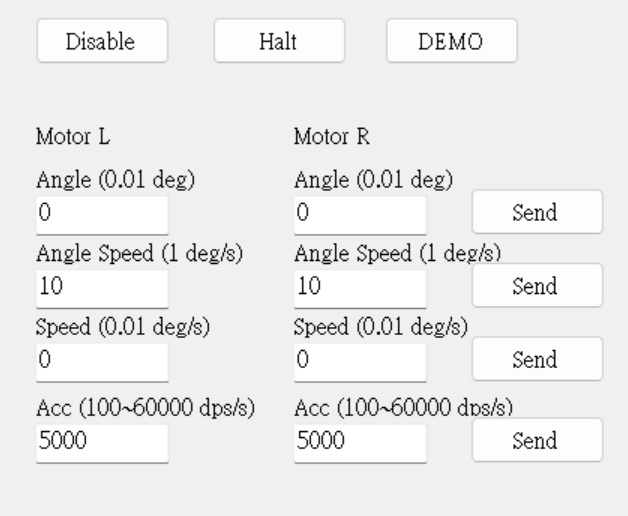 Disable Halt DEMO
Motor L Motor R
Angle (0.01 deg) Angle (0.01 deg)
0 0 Send
Angle Speed (1 deg/s) Angle Speed (1 deg/s)
10 10 Send
Speed (0.01 deg/s) Speed (0.01 deg/s)
0 0 Send
Acc (100~60000 dps/s) Acc (100~60000 dps/s)
5000 5000 Send